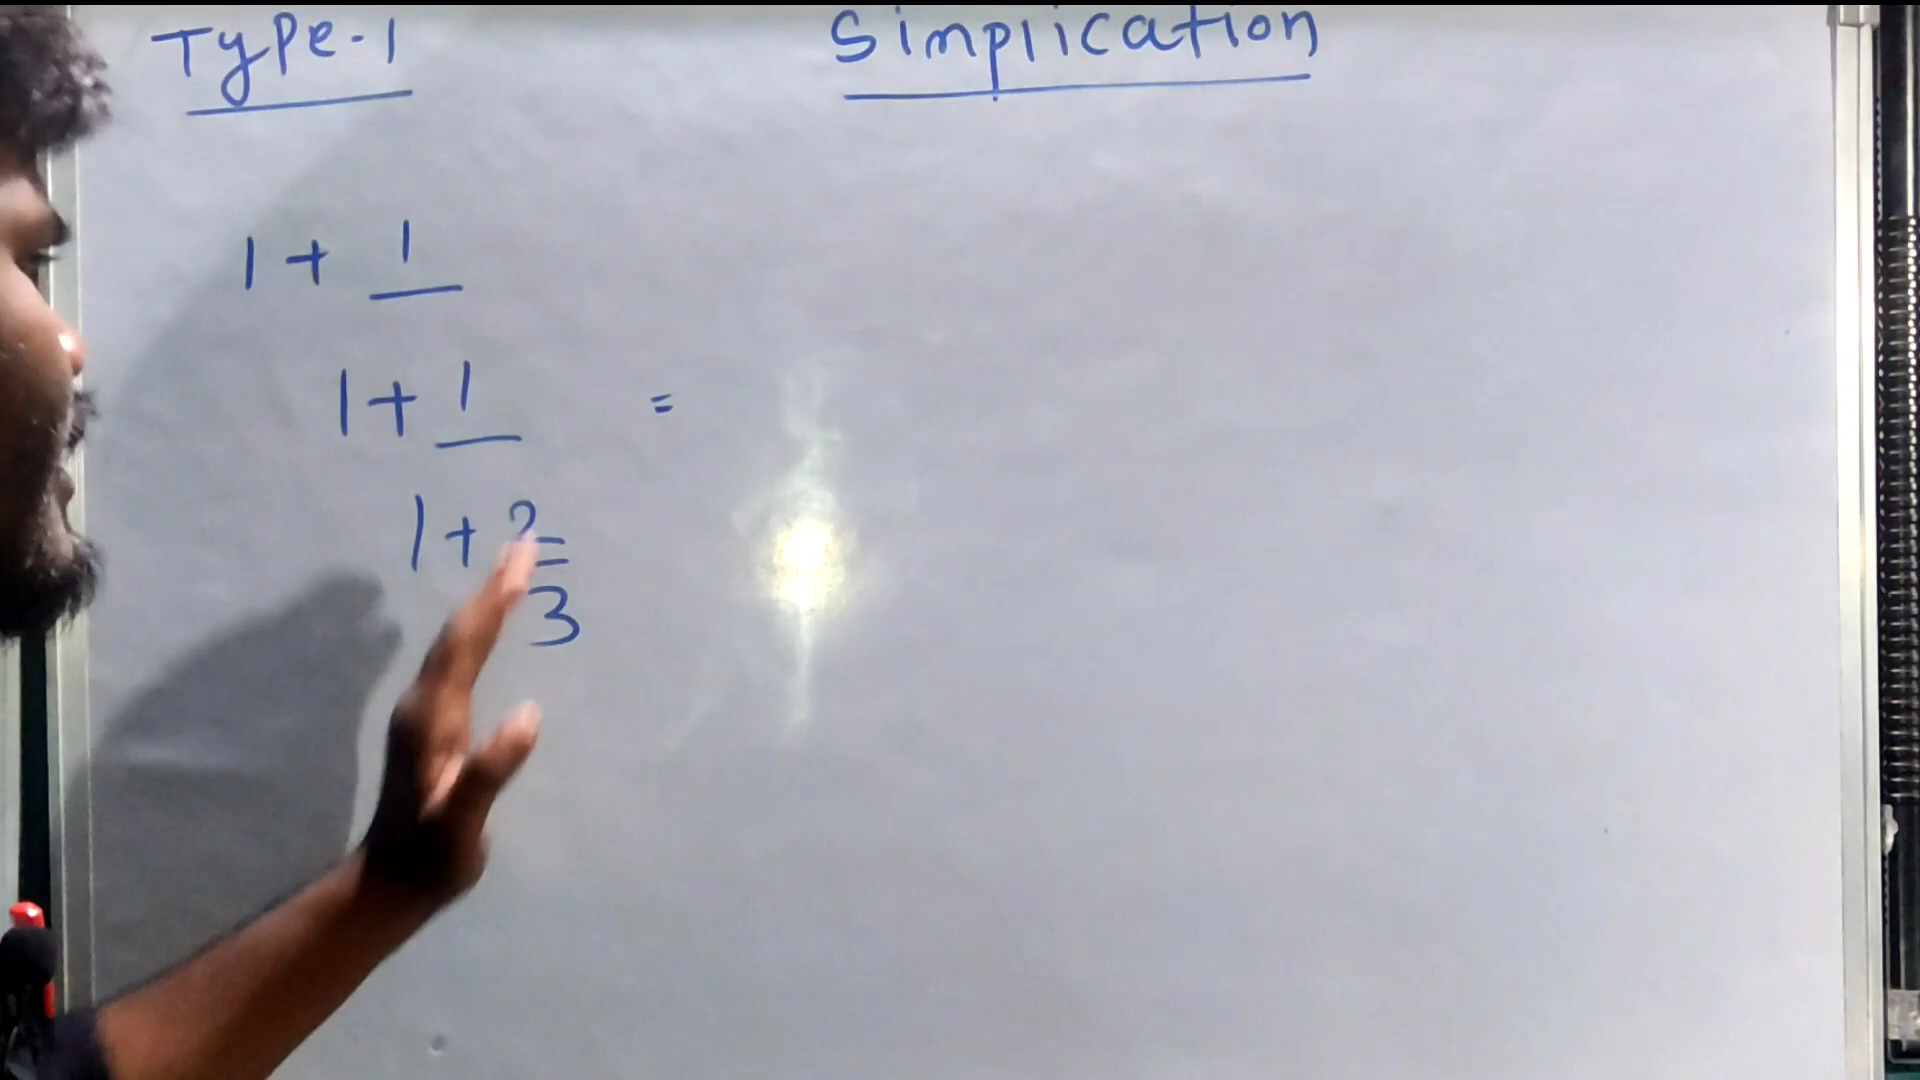 Type-1
Simplication
1 + 1
1 + 1 =
1 + 2
3